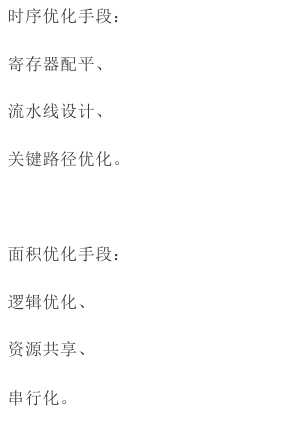 时序优化手段：
寄存器配平、
流水线设计、
关键路径优化。
面积优化手段：
逻辑优化、
资源共享、
串行化。